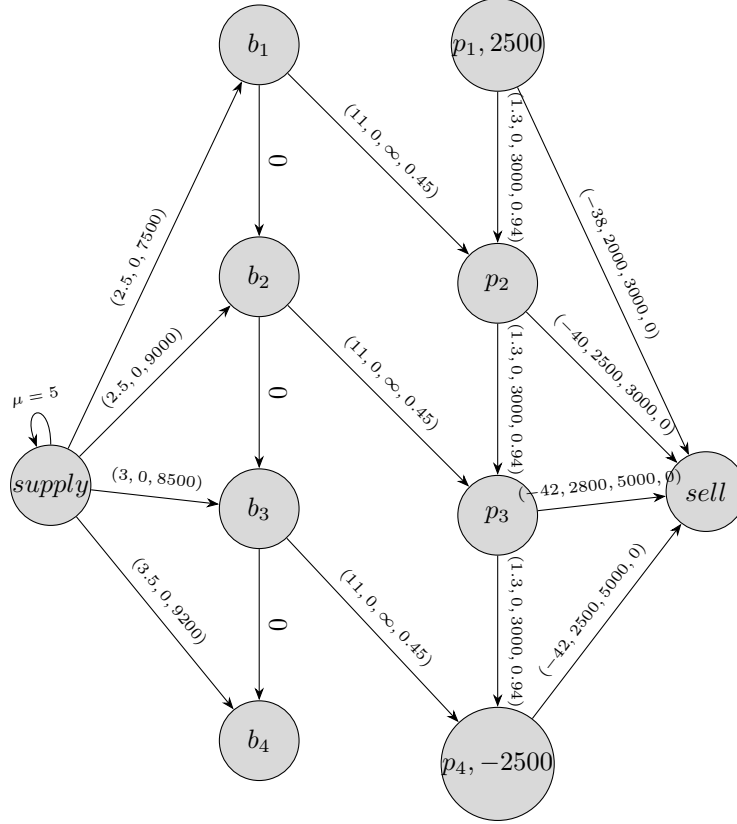 b₁
p₁, 2500
(2.5, 0, 7500)
0
(11, 0, ∞, 0.45)
(1.3, 0, 3000, 0.94)
(−38, 2000, 3000, 0)
b₂
p₂
(2.5, 0, 9000)
0
(11, 0, ∞, 0.45)
(1.3, 0, 3000, 0.94)
(−40, 2500, 3000, 0)
μ = 5
supply
(3, 0, 8500)
b₃
p₃
(−42, 2800, 5000, 0)
sell
(3.5, 0, 9200)
0
(11, 0, ∞, 0.45)
(1.3, 0, 3000, 0.94)
(−42, 2500, 5000, 0)
b₄
p₄, −2500